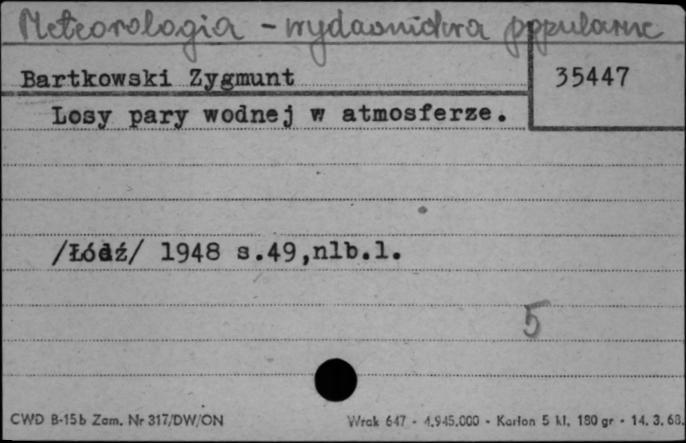 Meteorologia - wydawnictwa popularne
Bartkowski Zygmunt 35447
Losy pary wodnej w atmosferze.
/Łódź/ 1948 s.49,nlb.1.
5
CWD B-15b Zam. Nr 317/DW/ON Wrak 647 - 4.945.000 - Karton 5 kl. 180 gr - 14. 3. 68.